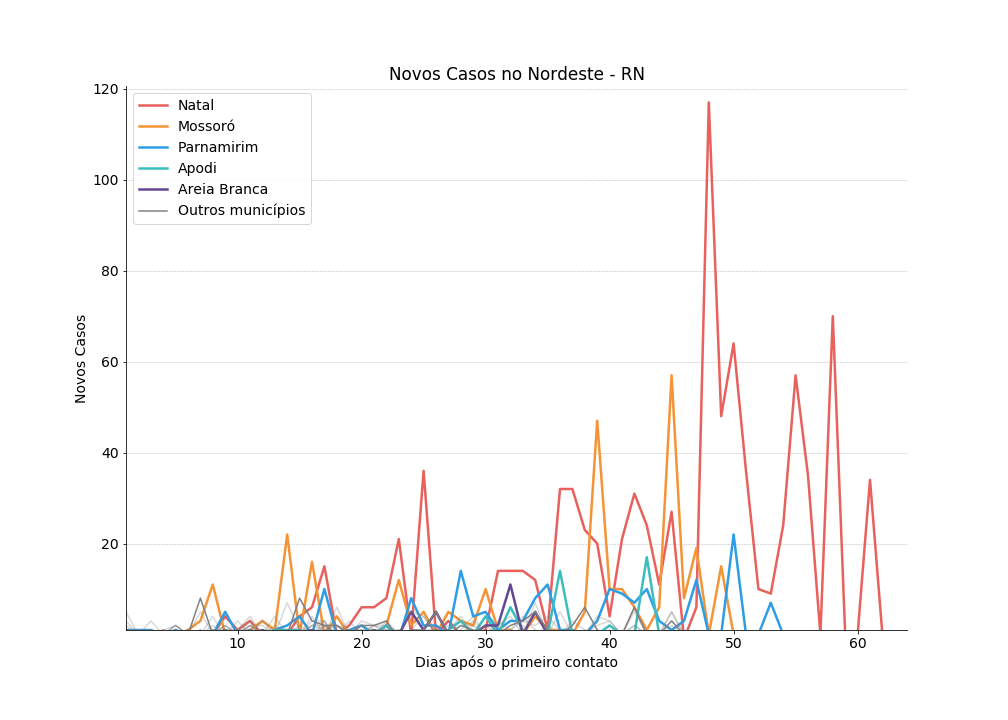 Novos Casos no Nordeste - RN
Natal
Mossoró
Parnamirim
Apodi
Areia Branca
Outros municípios
120
100
80
60
40
20
Novos Casos
10
20
30
40
50
60
Dias após o primeiro contato